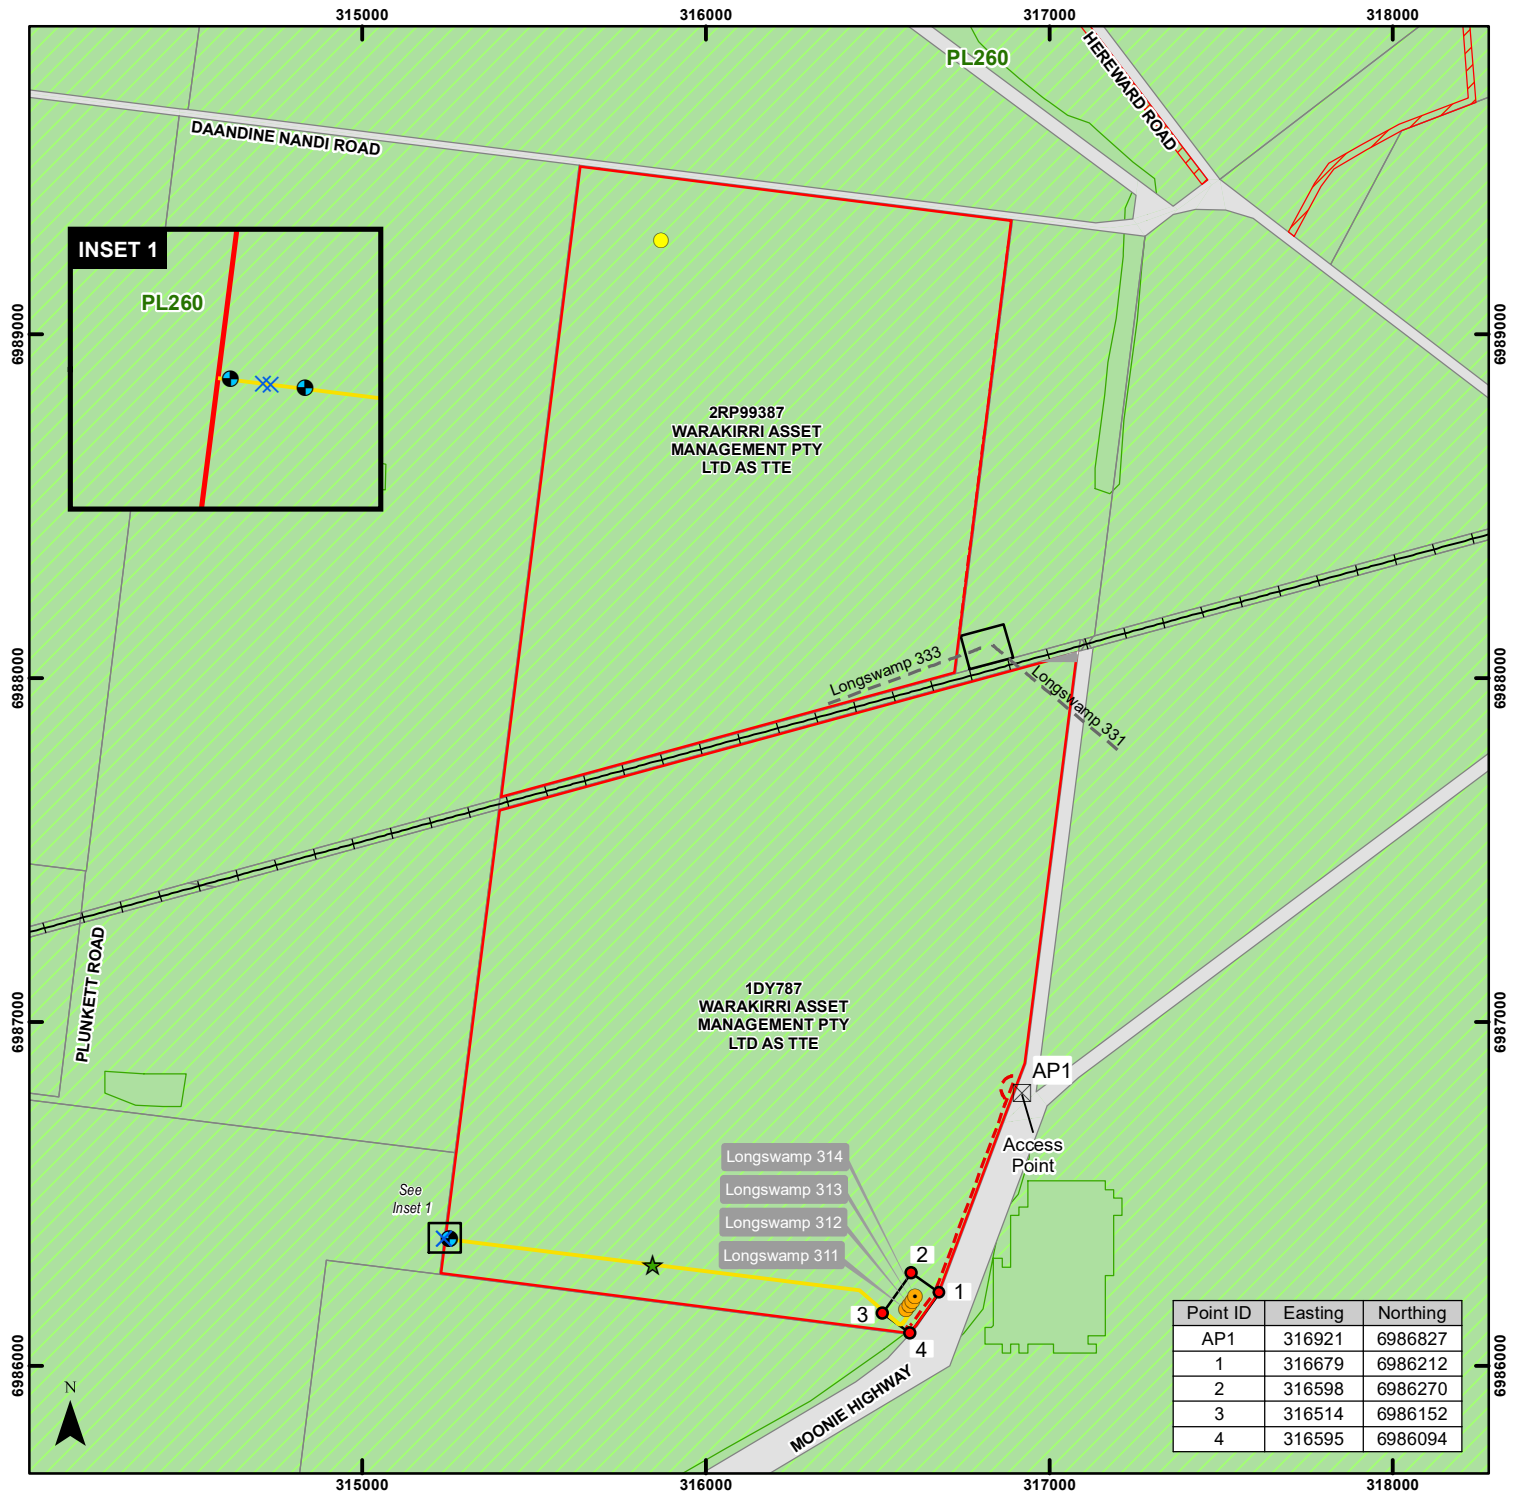 315000
316000
317000
318000
PL260
HEREWARD ROAD
DAANDINE NANDI ROAD
INSET 1
PL260
6989000
6989000
2RP99387
WARAKIRRI ASSET
MANAGEMENT PTY
LTD AS TTE
Longswamp 333
Longswamp 331
6988000
6988000
PLUNKETT ROAD
1DY787
WARAKIRRI ASSET
MANAGEMENT PTY
LTD AS TTE
6987000
6987000
AP1
Access
Point
Longswamp 314
Longswamp 313
Longswamp 312
Longswamp 311
See
Inset 1
2
1
3
4
MOONIE HIGHWAY
6986000
6986000
N
Point ID Easting Northing
AP1 316921 6986827
1 316679 6986212
2 316598 6986270
3 316514 6986152
4 316595 6986094
315000
316000
317000
318000